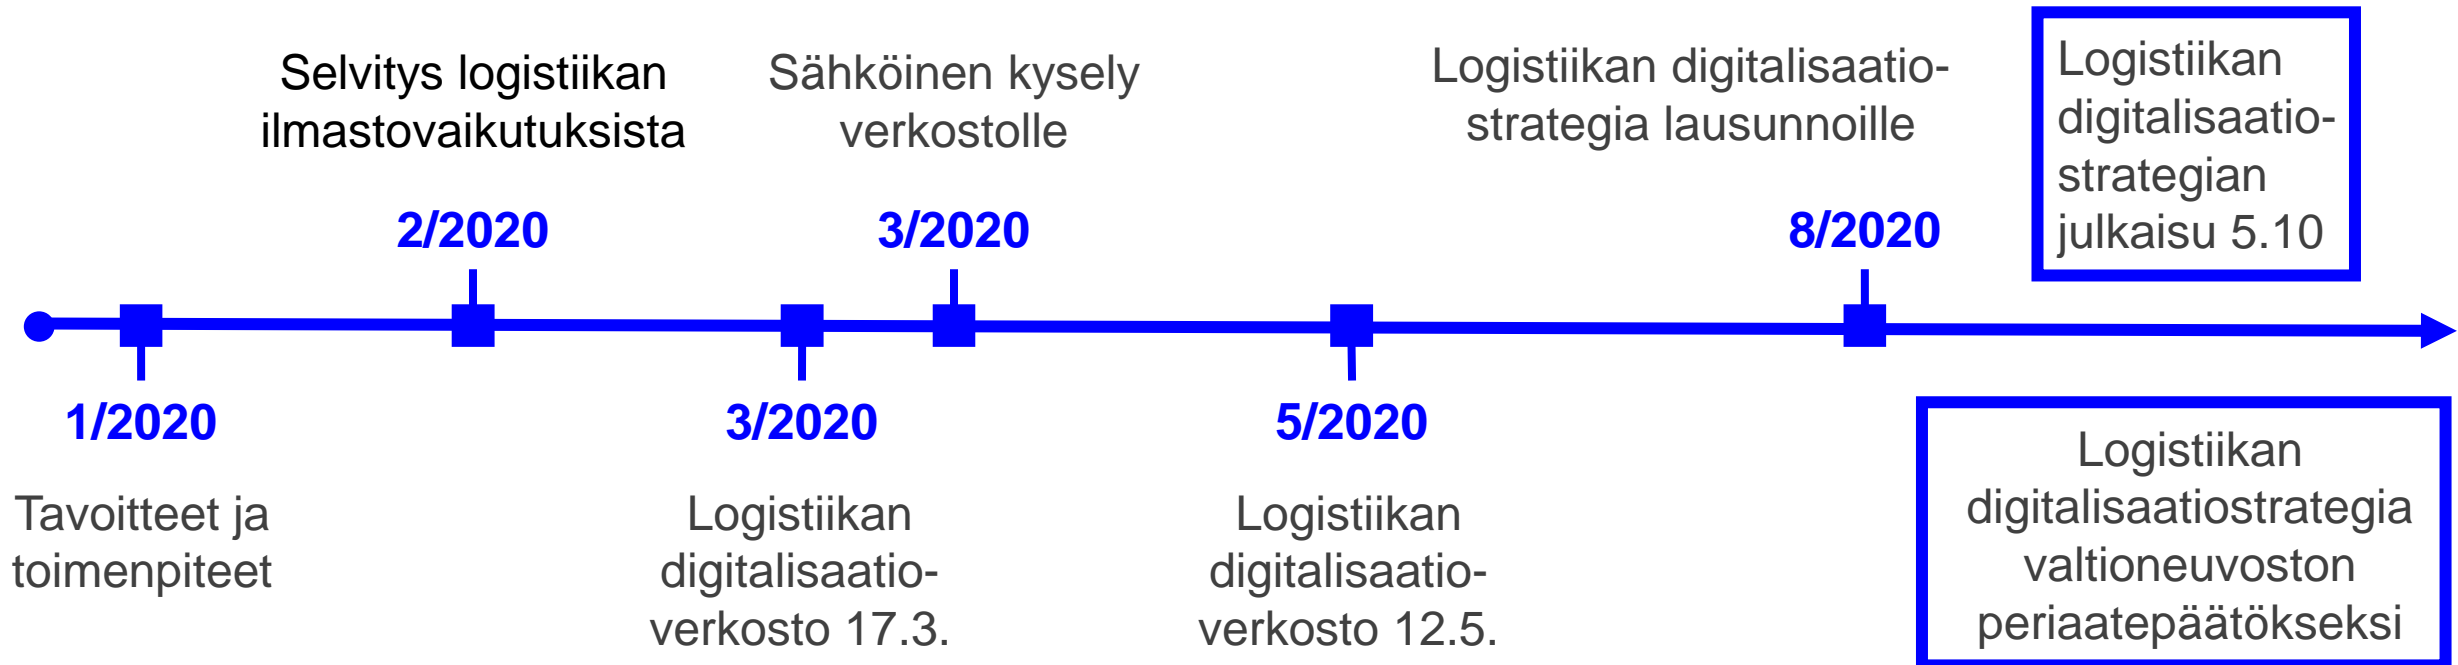 Selvitys logistiikan
ilmastovaikutuksista
2/2020
Sähköinen kysely
verkostolle
3/2020
Logistiikan digitalisaatio-
strategia lausunnoille
8/2020
Logistiikan
digitalisaatio-
strategian
julkaisu 5.10
1/2020
Tavoitteet ja
toimenpiteet
3/2020
Logistiikan
digitalisaatio-
verkosto 17.3.
5/2020
Logistiikan
digitalisaatio-
verkosto 12.5.
Logistiikan
digitalisaatiostrategia
valtioneuvoston
periaatepäätökseksi